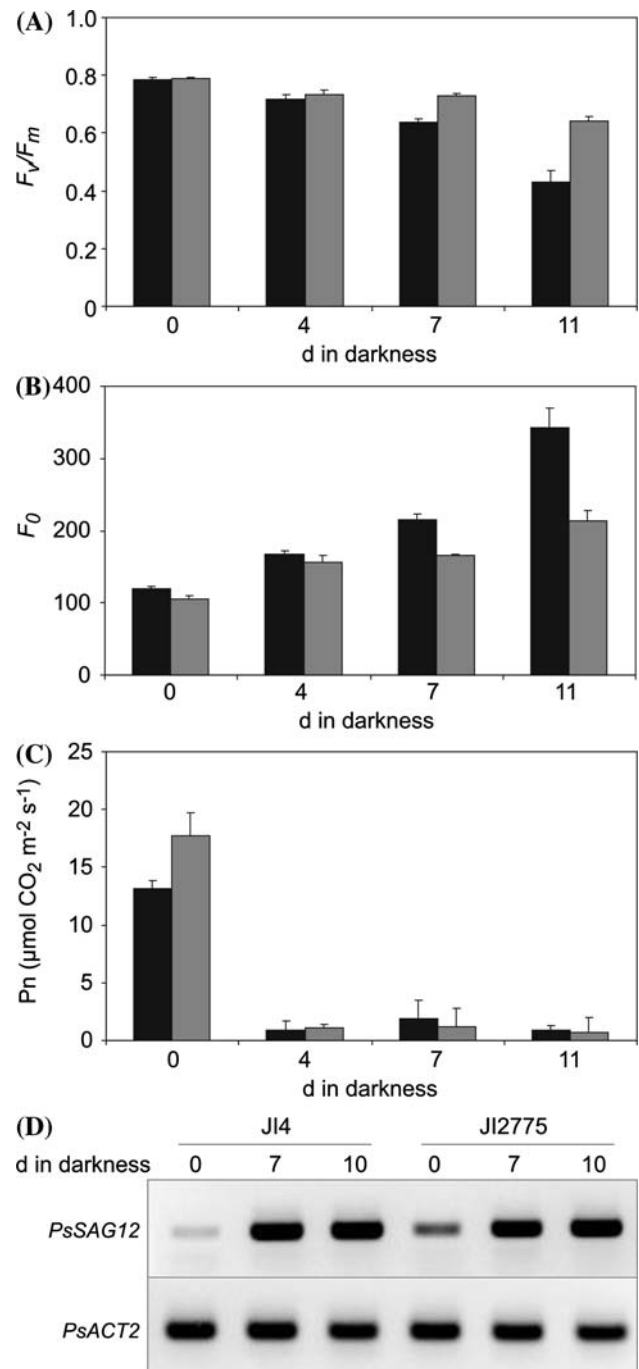 (A)
1.0
0.8
0.6
0.4
0.2
0
Fv/Fm
0 4 7 11
d in darkness
(B)
400
300
200
100
0
F0
0 4 7 11
d in darkness
(C)
25
20
15
10
5
0
Pn (µmol CO2 m-2 s-1)
0 4 7 11
d in darkness
(D)
JI4 JI2775
d in darkness 0 7 10 0 7 10
PsSAG12
PsACT2